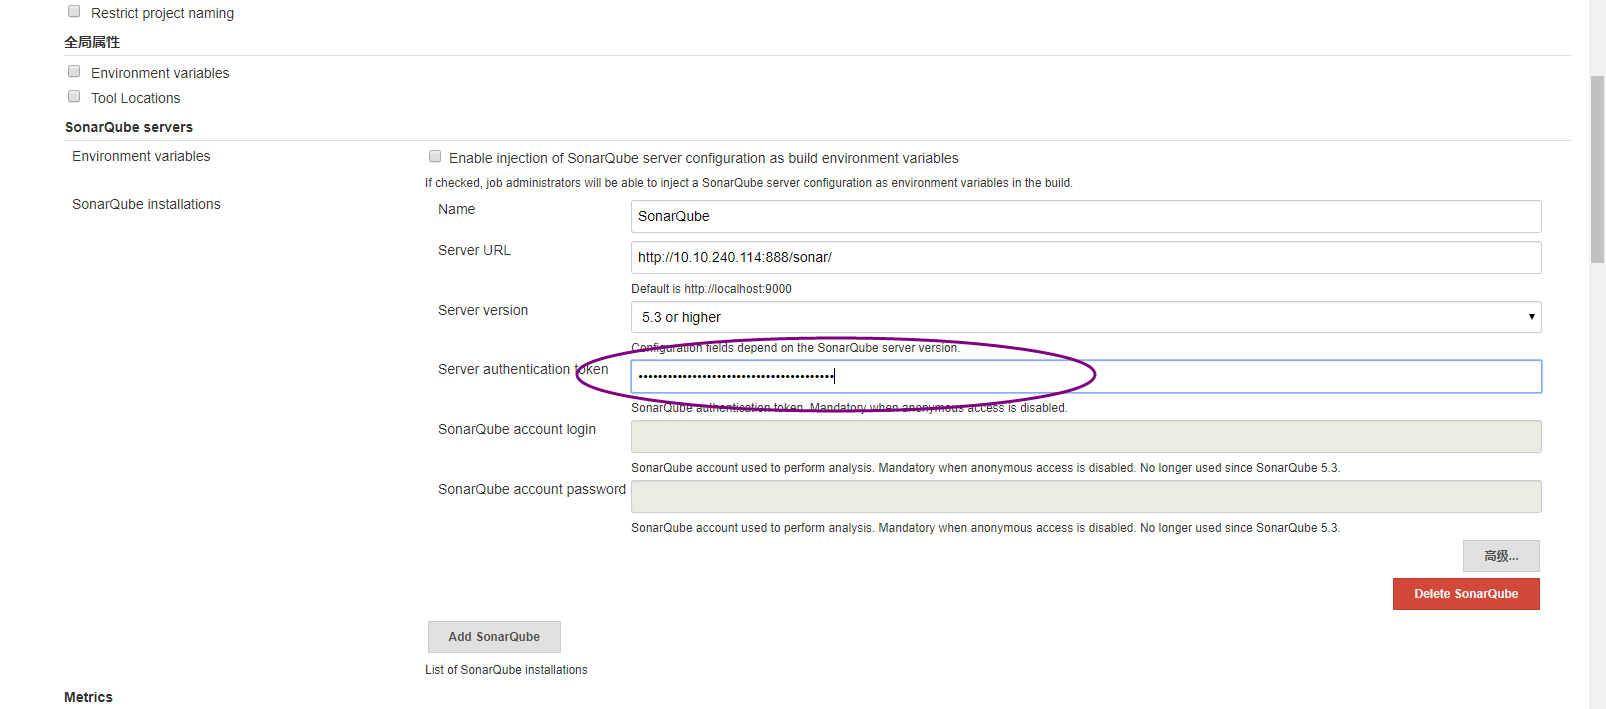 Restrict project naming
全局属性
Environment variables
Tool Locations
SonarQube servers
Environment variables
Enable injection of SonarQube server configuration as build environment variables
If checked, job administrators will be able to inject a SonarQube server configuration as environment variables in the build.
SonarQube installations
Name
SonarQube
Server URL
http://10.10.240.114:888/sonar/
Default is http://localhost:9000
Server version
5.3 or higher
Configuration fields depend on the SonarQube server version.
Server authentication token
SonarQube authentication token. Mandatory when anonymous access is disabled.
SonarQube account login
SonarQube account used to perform analysis. Mandatory when anonymous access is disabled. No longer used since SonarQube 5.3.
SonarQube account password
SonarQube account used to perform analysis. Mandatory when anonymous access is disabled. No longer used since SonarQube 5.3.
高级...
Delete SonarQube
Add SonarQube
List of SonarQube installations
Metrics